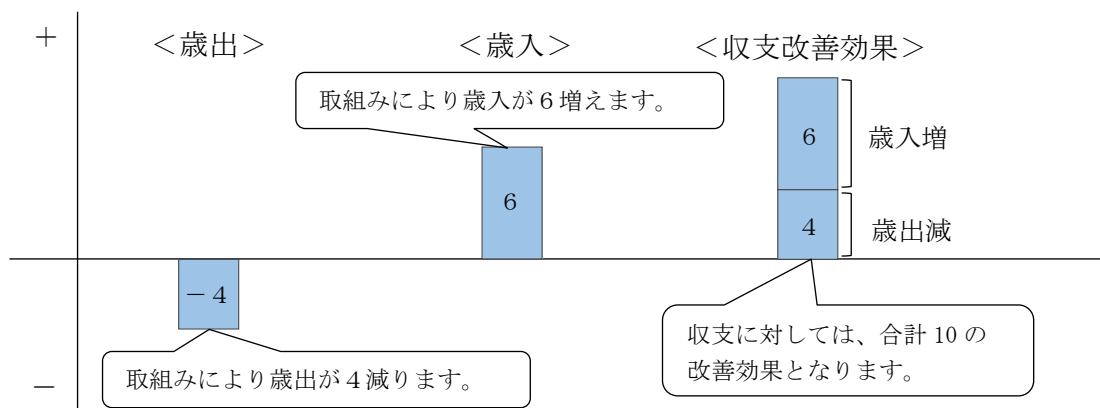 ＋
＜歳出＞
＜歳入＞
＜収支改善効果＞
取組みにより歳入が６増えます。
6
歳入増
6
4
歳出減
－4
取組みにより歳出が４減ります。
収支に対しては、合計 10 の
改善効果となります。
－